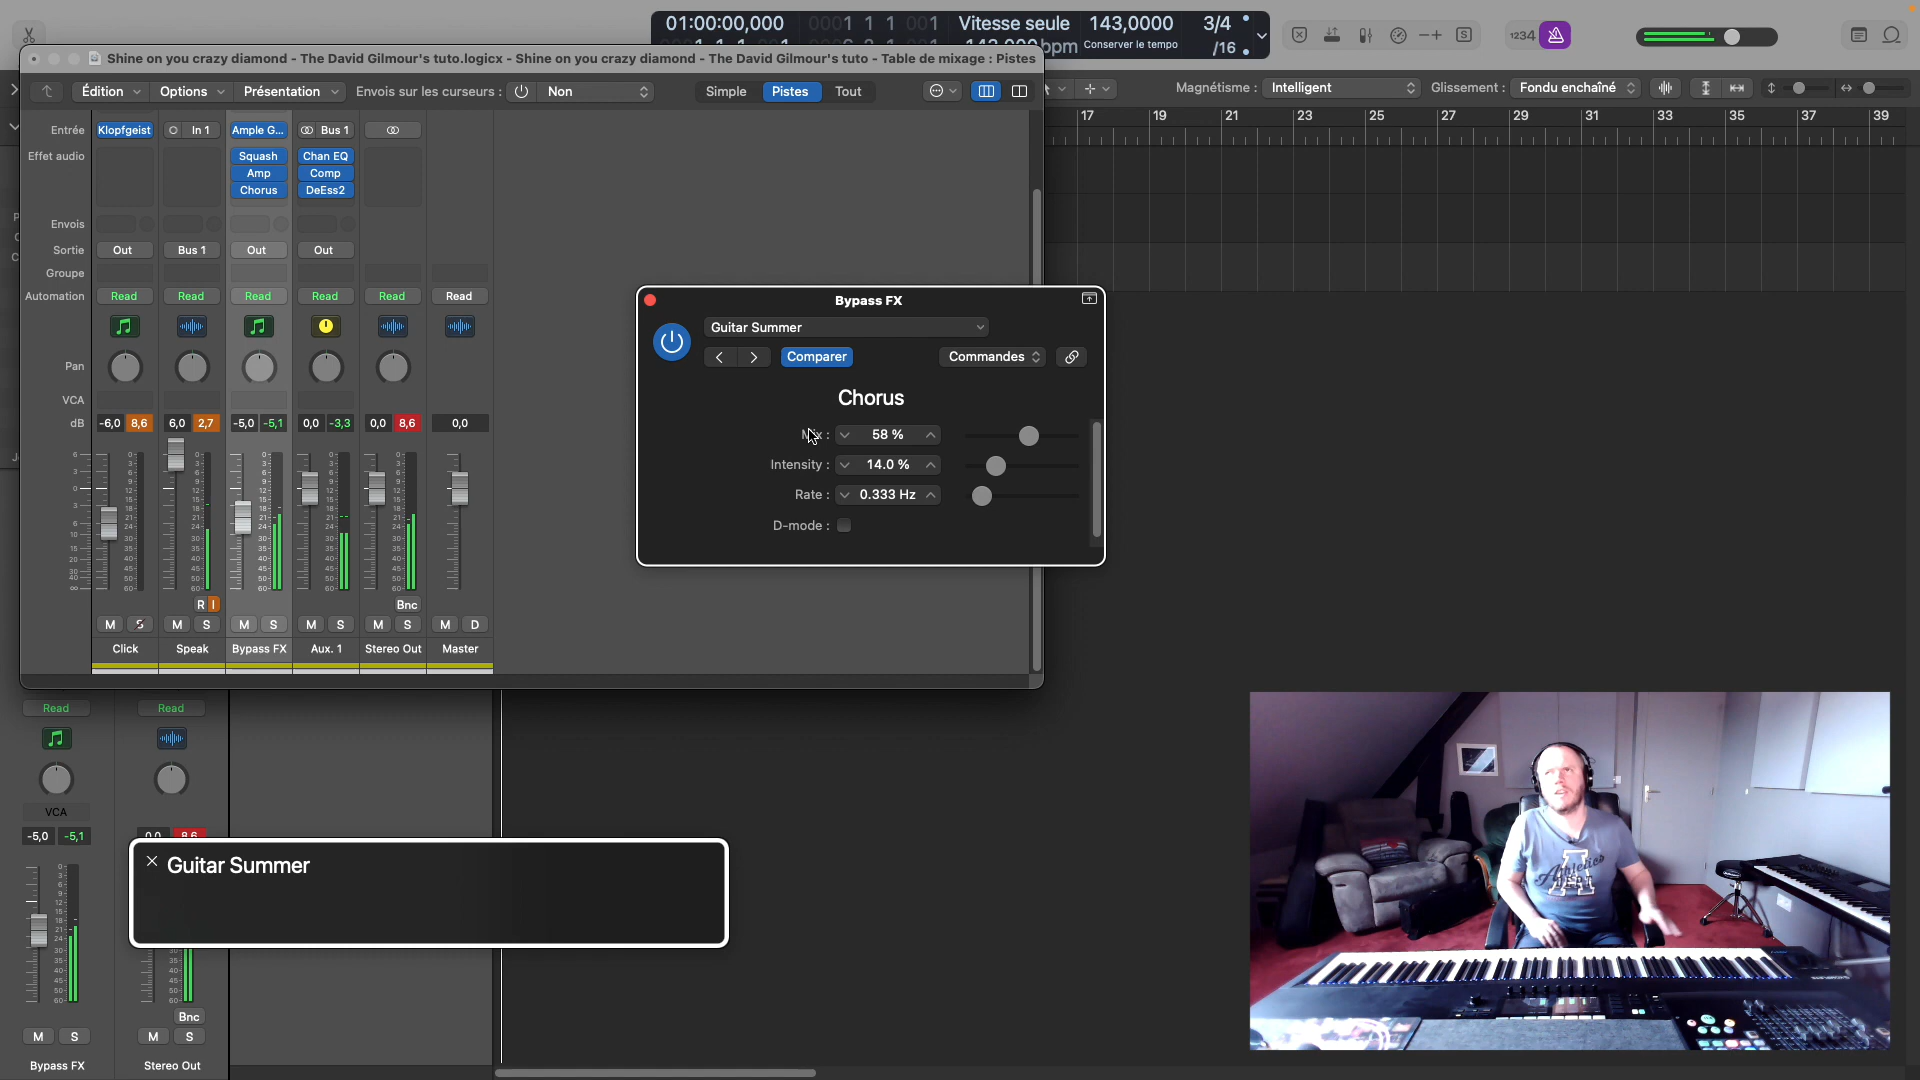 01:00:00,000
0001 1 1 001
Vitesse seule
143,0000
3/4
Conserver le tempo
/16
1234
Shine on you crazy diamond - The David Gilmour's tuto.logicx - Shine on you crazy diamond - The David Gilmour's tuto - Table de mixage : Pistes
Édition
Options
Présentation
Envois sur les curseurs :
Non
Simple
Pistes
Tout
Magnétisme :
Intelligent
Glissement :
Fondu enchaîné
17 19 21 23 25 27 29 31 33 35 37 39
Entrée
Klopfgeist
In 1
Ample G...
Bus 1
Effet audio
Squash
Chan EQ
Amp
Comp
Chorus
DeEss2
Envois
Sortie
Out
Bus 1
Out
Out
Groupe
Automation
Read
Read
Read
Read
Read
Read
Pan
VCA
dB
-6,0 8,6
6,0 2,7
-5,0 -5,1
0,0 -3,3
0,0 8,6
0,0
R I
Bnc
M S
M S
M S
M S
M S
M D
Click
Speak
Bypass FX
Aux. 1
Stereo Out
Master
Bypass FX
Guitar Summer
Comparer
Commandes
Chorus
58 %
Intensity :
14.0 %
Rate :
0.333 Hz
D-mode :
Read
Read
VCA
-5,0 -5,1
Guitar Summer
Bnc
M S
M S
Bypass FX
Stereo Out
Athletics
A